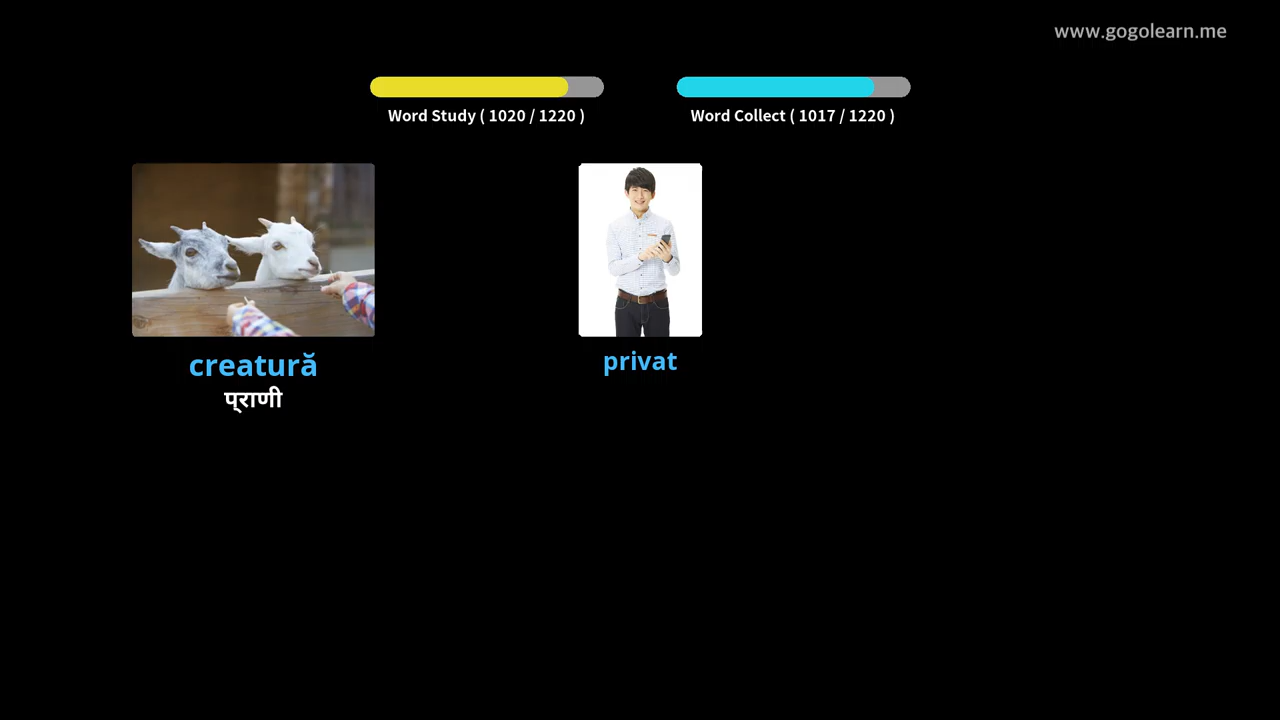 www.gogolearn.me
Word Study ( 1020 / 1220 )
Word Collect ( 1017 / 1220 )
creatură
प्राणी
privat